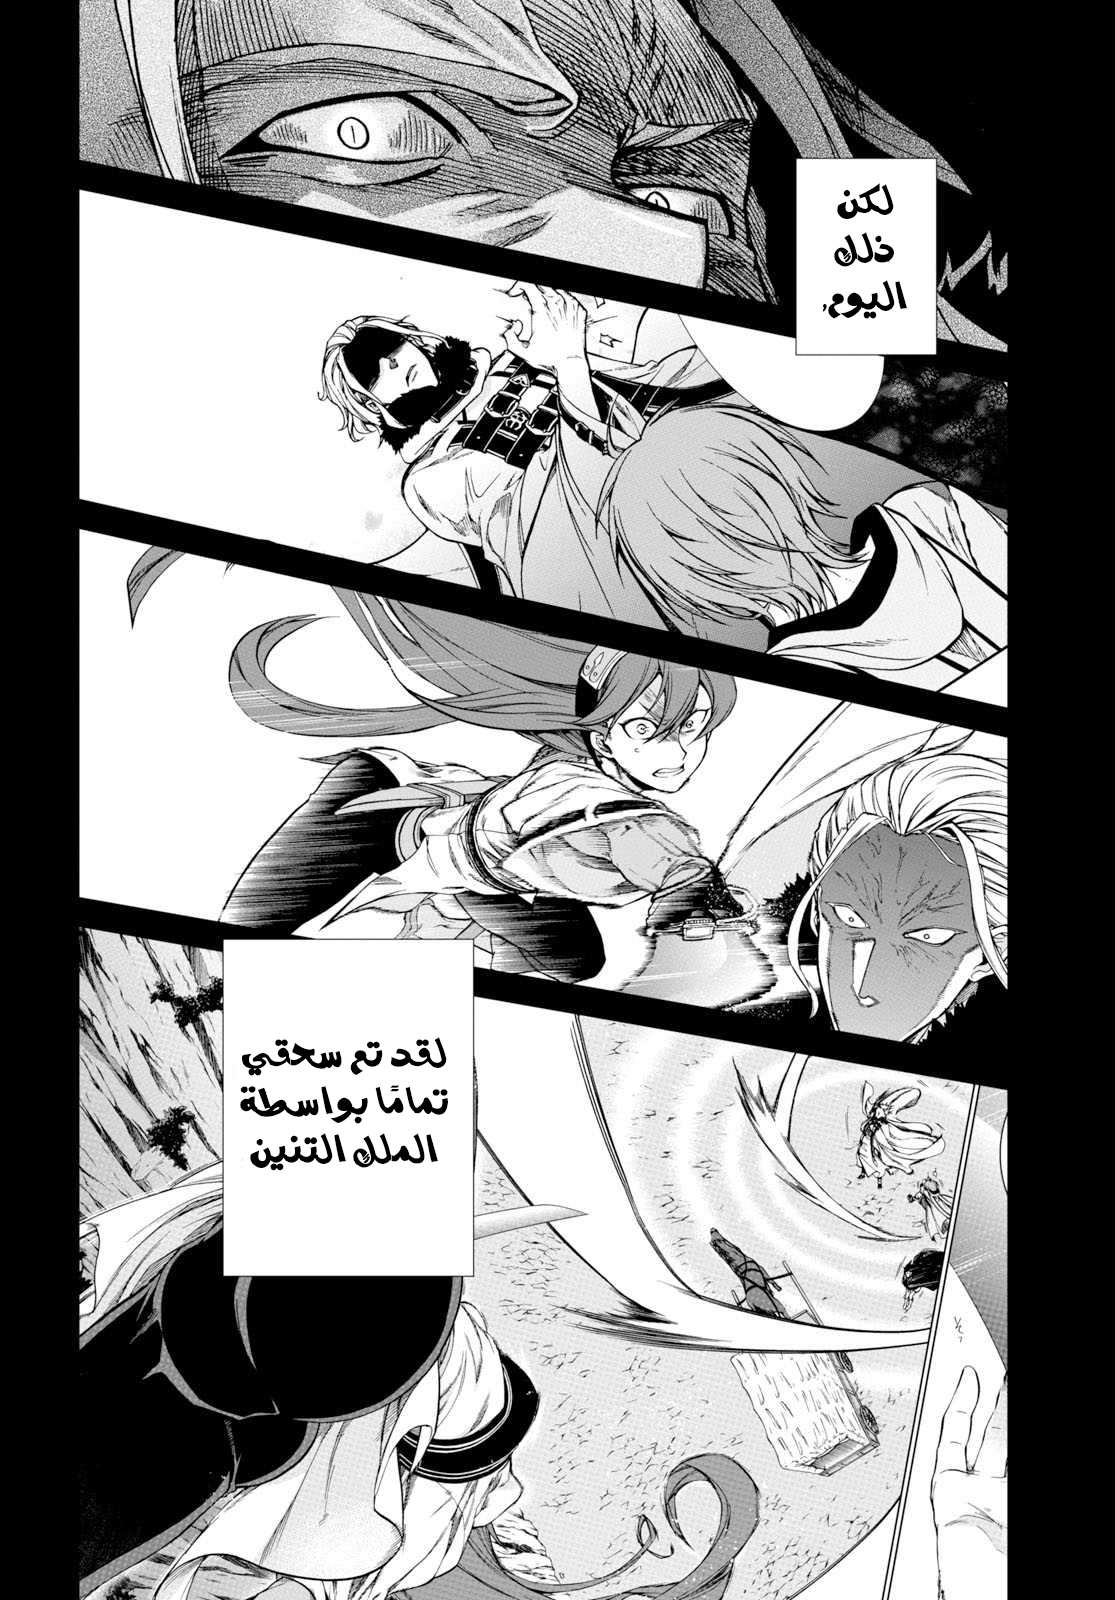 لكن
ذلك
اليوم,
لقد تم سحقي
تمامًا بواسطة
الملك التنين